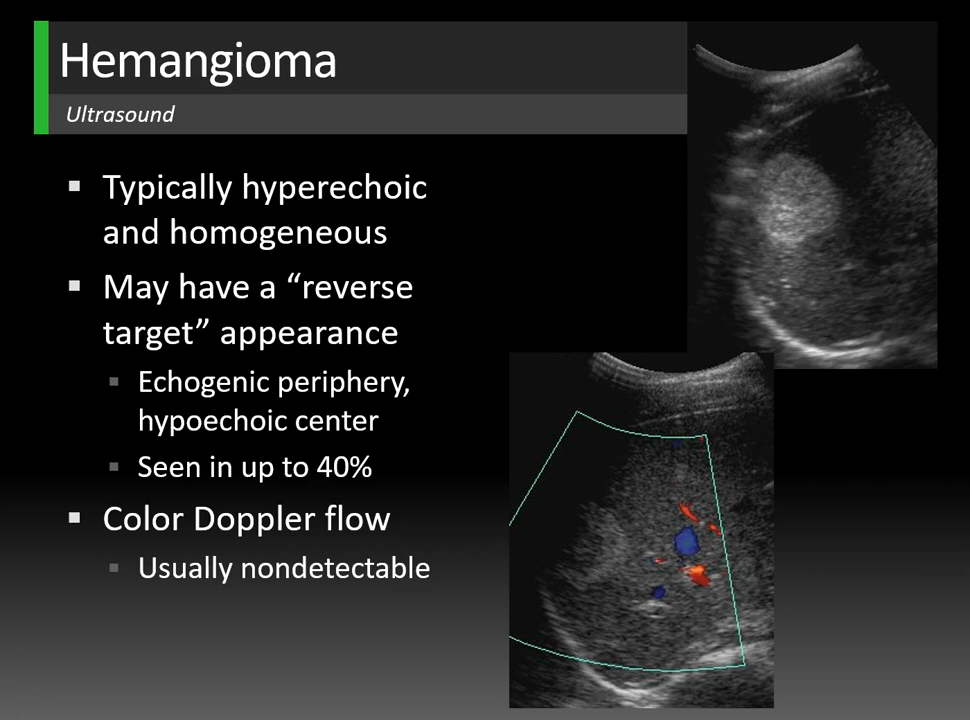 Hemangioma
Ultrasound
▪ Typically hyperechoic
and homogeneous
▪ May have a “reverse
target” appearance
▪ Echogenic periphery,
hypoechoic center
▪ Seen in up to 40%
▪ Color Doppler flow
▪ Usually nondetectable